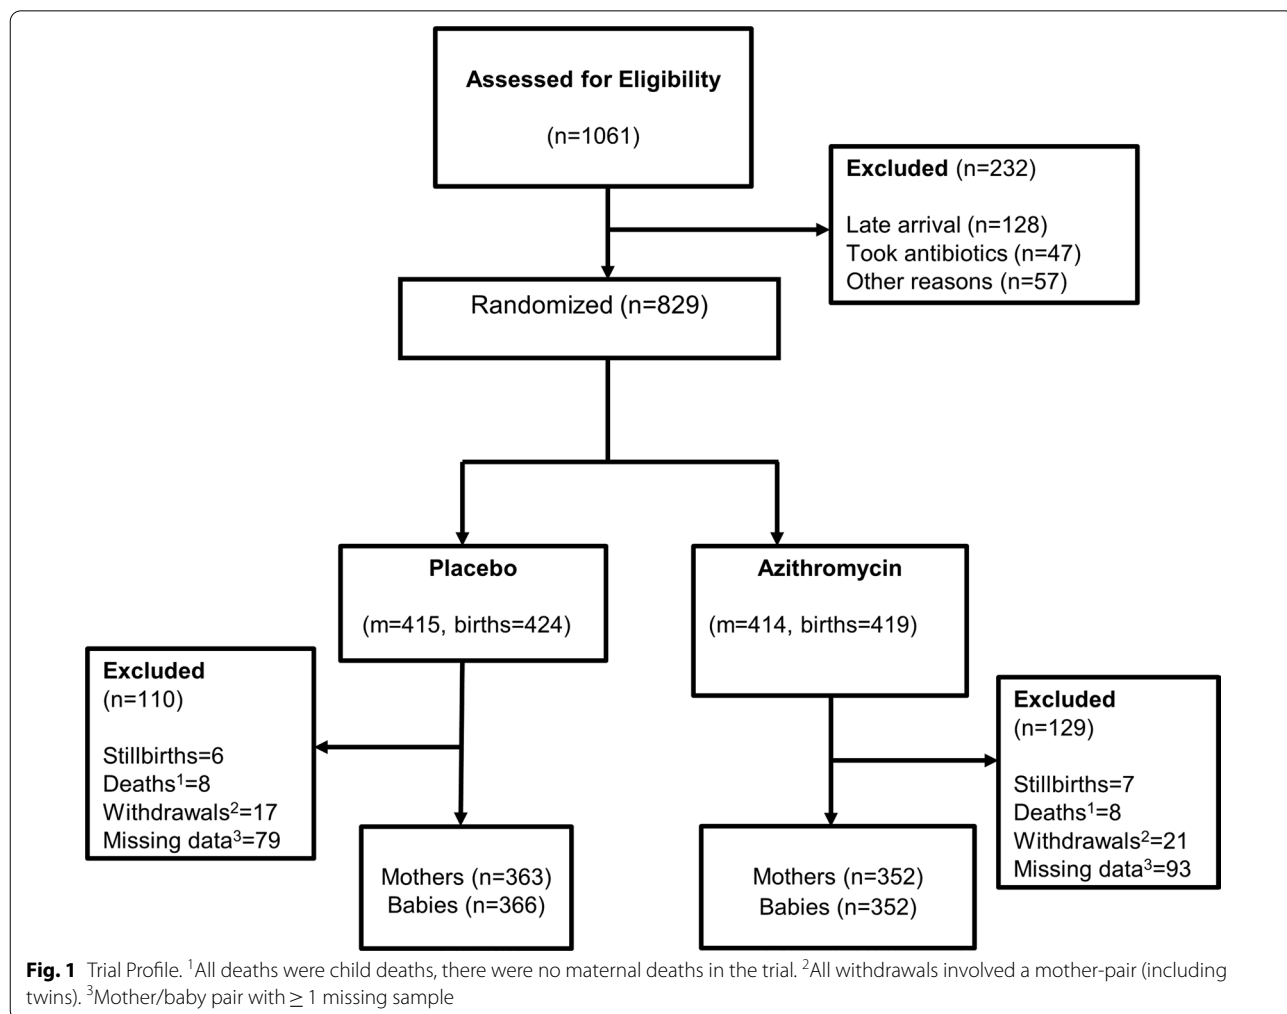 Assessed for Eligibility
(n=1061)
Excluded (n=232)
Late arrival (n=128)
Took antibiotics (n=47)
Other reasons (n=57)
Randomized (n=829)
Placebo
(m=415, births=424)
Azithromycin
(m=414, births=419)
Excluded
(n=110)
Stillbirths=6
Deaths¹=8
Withdrawals²=17
Missing data³=79
Excluded
(n=129)
Stillbirths=7
Deaths¹=8
Withdrawals²=21
Missing data³=93
Mothers (n=363)
Babies (n=366)
Mothers (n=352)
Babies (n=352)
Fig. 1 Trial Profile. ¹All deaths were child deaths, there were no maternal deaths in the trial. ²All withdrawals involved a mother-pair (including
twins). ³Mother/baby pair with ≥ 1 missing sample